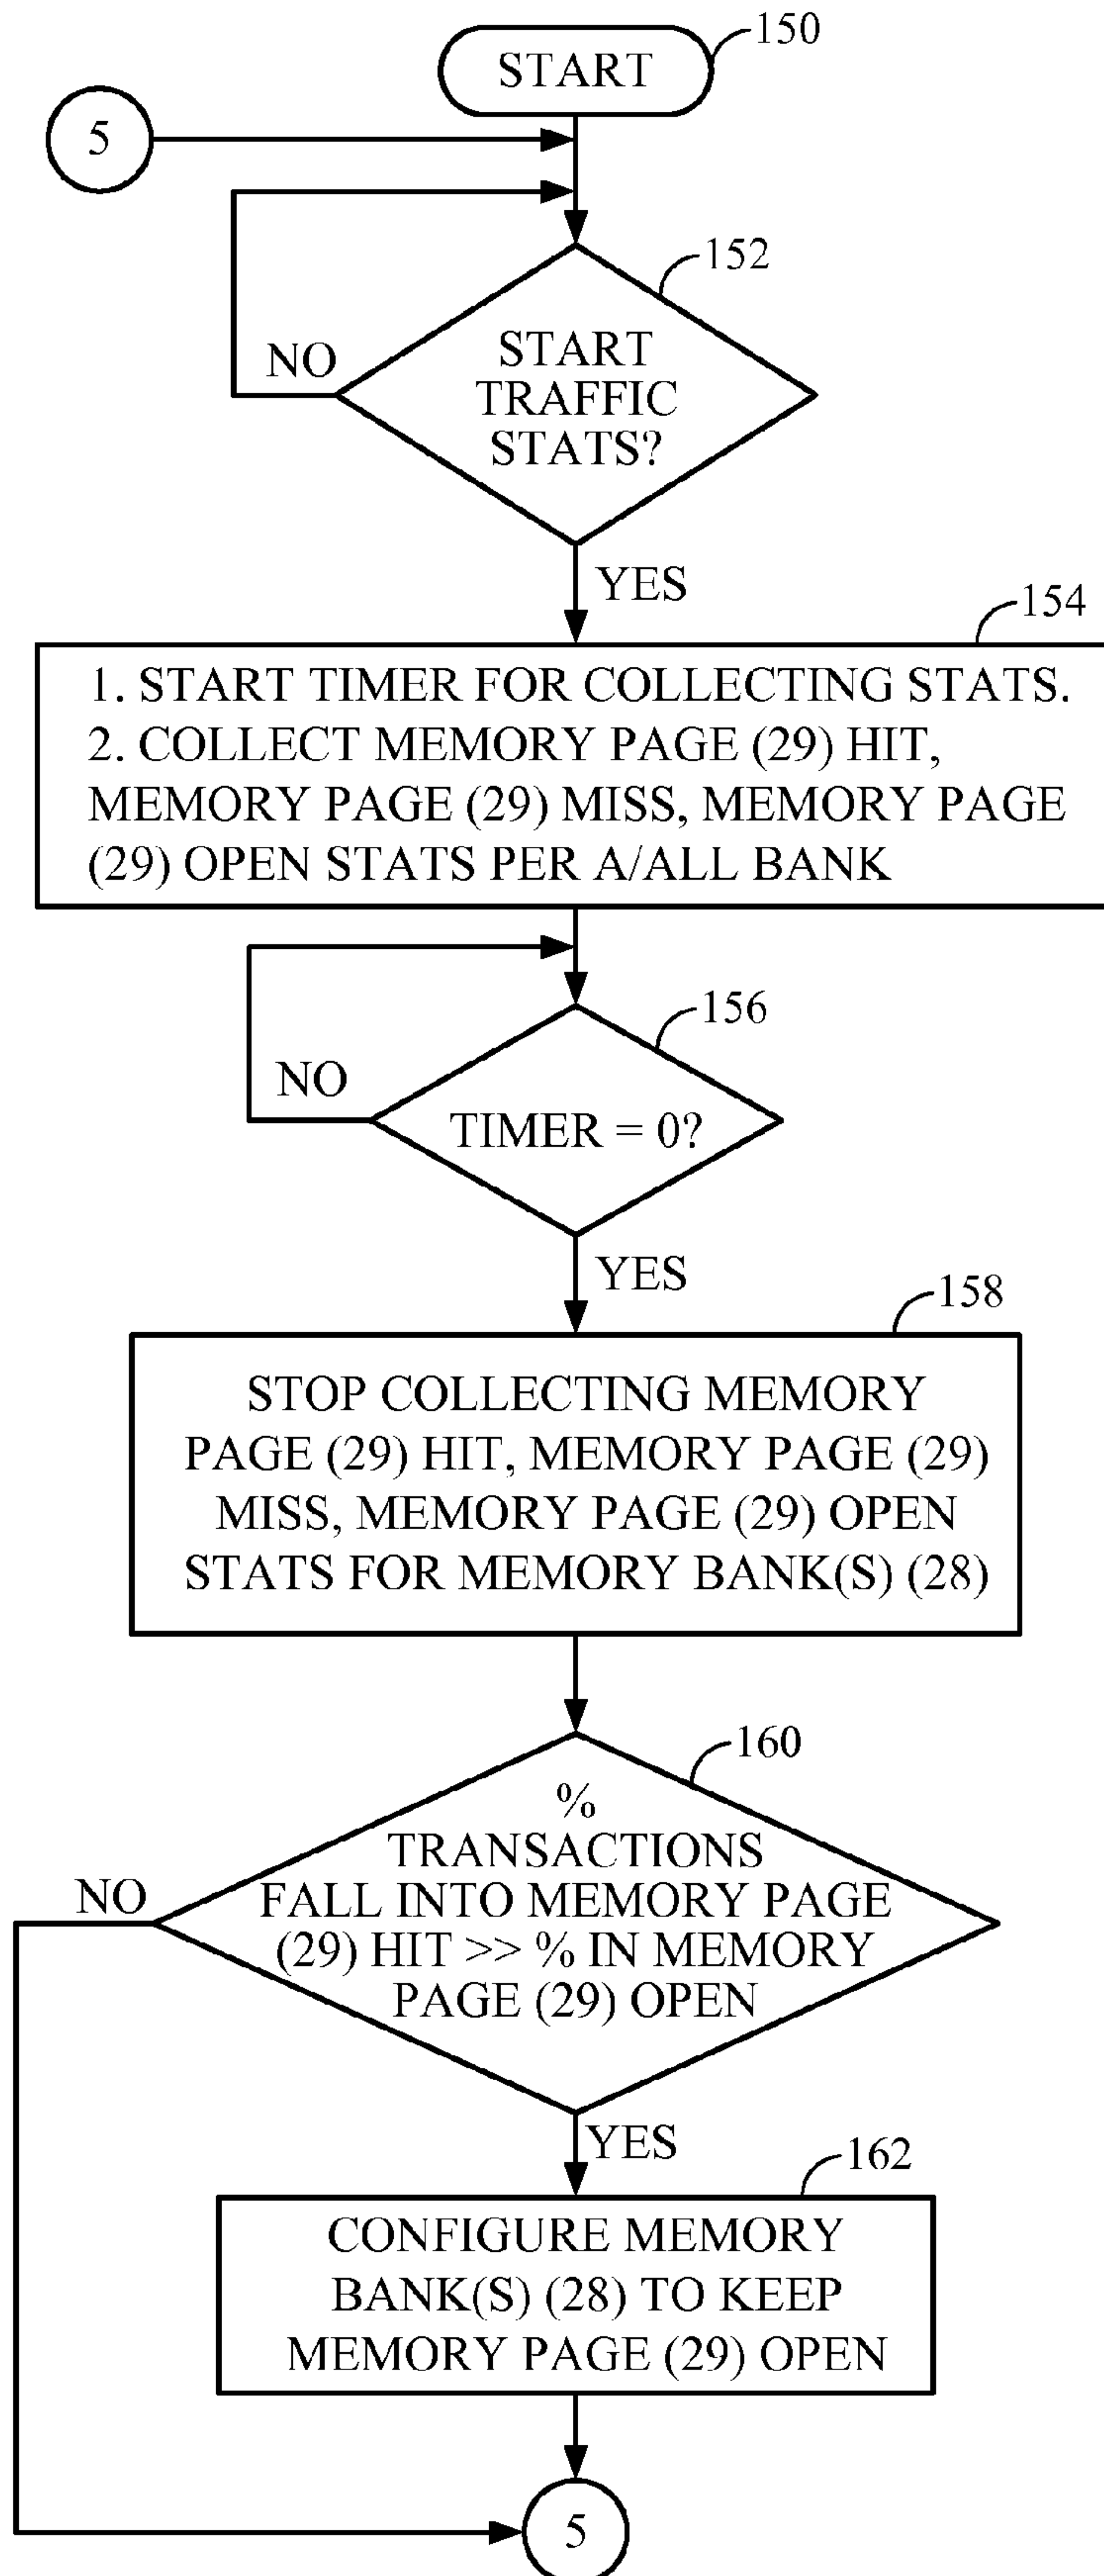 150
START
5
152
START
TRAFFIC
STATS?
NO
YES
154
1. START TIMER FOR COLLECTING STATS.
2. COLLECT MEMORY PAGE (29) HIT,
MEMORY PAGE (29) MISS, MEMORY PAGE
(29) OPEN STATS PER A/ALL BANK
156
NO
TIMER = 0?
YES
158
STOP COLLECTING MEMORY
PAGE (29) HIT, MEMORY PAGE (29)
MISS, MEMORY PAGE (29) OPEN
STATS FOR MEMORY BANK(S) (28)
160
%
TRANSACTIONS
NO
FALL INTO MEMORY PAGE
(29) HIT >> % IN MEMORY
PAGE (29) OPEN
YES
162
CONFIGURE MEMORY
BANK(S) (28) TO KEEP
MEMORY PAGE (29) OPEN
5